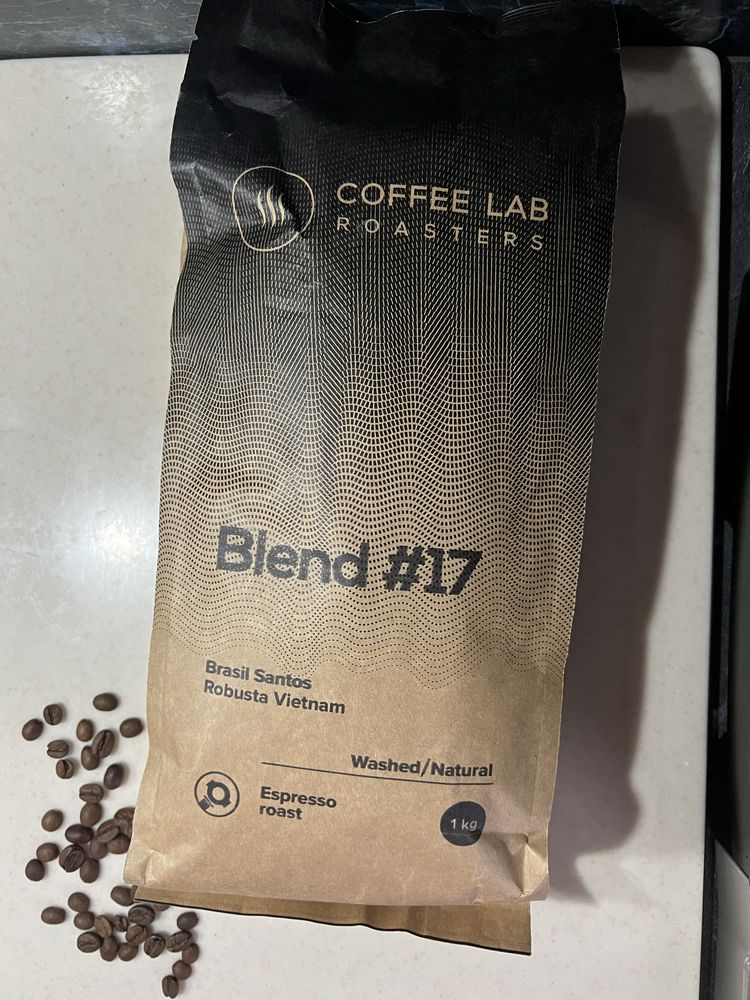 COFFEE LAB
ROASTERS
Blend #17
Brasil Santos
Robusta Vietnam
Washed/Natural
Espresso
roast
1 kg